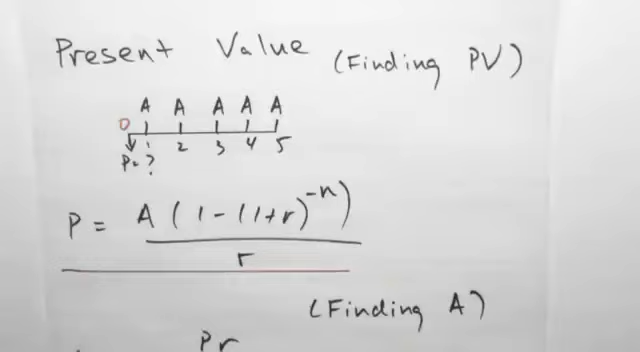 Present Value (Finding PV)
A A A A A
0 1 2 3 4 5
P=?
P = A(1-(1+r)^-n)
r
(Finding A)
Pr